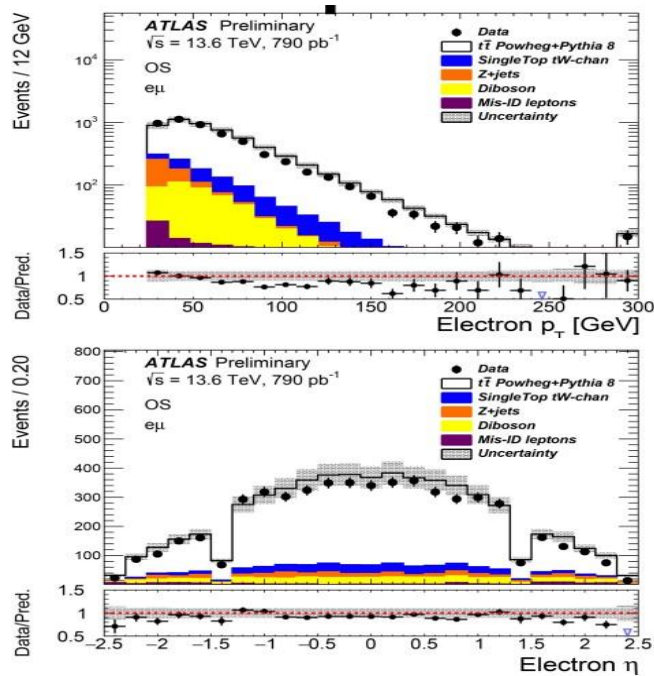 ATLAS Preliminary
√s = 13.6 TeV, 790 pb⁻¹
OS
eμ
Data
tt̄ Powheg+Pythia 8
SingleTop tW-chan
Z+jets
Diboson
Mis-ID leptons
Uncertainty
Events / 12 GeV
10⁴
10³
10²
Data/Pred.
1.5
1
0.5
0 50 100 150 200 250 300
Electron p_T [GeV]
ATLAS Preliminary
√s = 13.6 TeV, 790 pb⁻¹
OS
eμ
Data
tt̄ Powheg+Pythia 8
SingleTop tW-chan
Z+jets
Diboson
Mis-ID leptons
Uncertainty
Events / 0.20
800
700
600
500
400
300
200
100
Data/Pred.
1.5
1
0.5
−2.5 −2 −1.5 −1 −0.5 0 0.5 1 1.5 2 2.5
Electron η